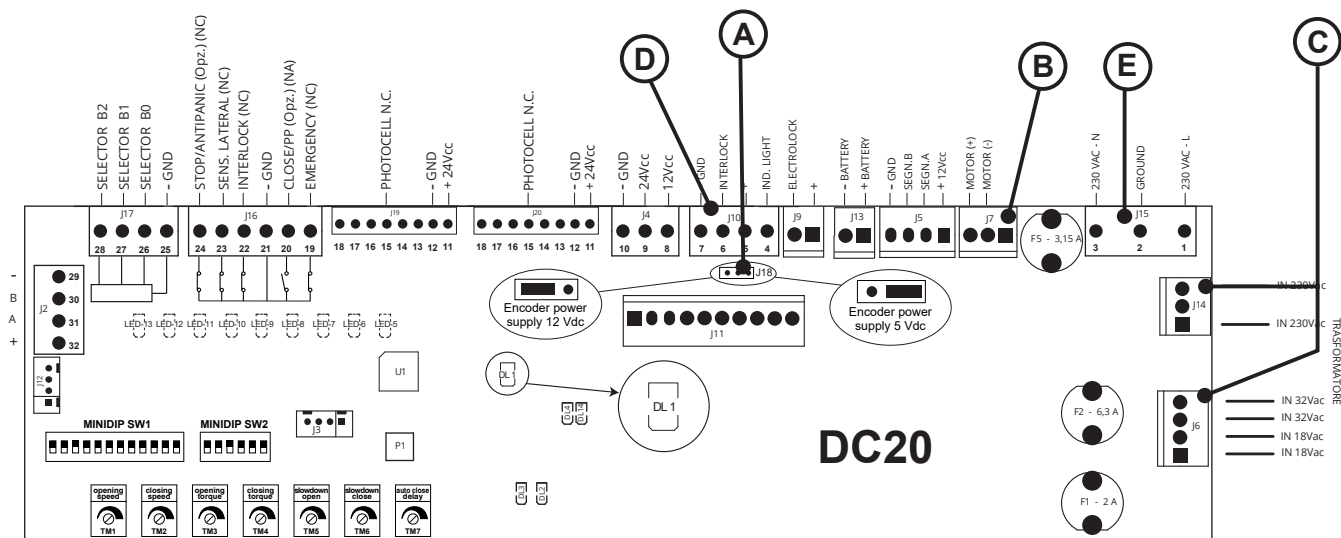 A
B
C
D
E
SELECTOR B2
SELECTOR B1
SELECTOR B0
- GND
STOP/ANTIPANIC (Opz.) (NC)
SENS. LATERAL (NC)
INTERLOCK (NC)
- GND
CLOSE/PP (Opz.) (NA)
EMERGENCY (NC)
PHOTOCELL N.C.
- GND
+ 24Vcc
PHOTOCELL N.C.
- GND
+24Vcc
- GND
24Vcc
12Vcc
- GND
INTERLOCK
+
IND. LIGHT
ELECTROLOCK
+
- BATTERY
+ BATTERY
- GND
SEGN.B
SEGN.A
+ 12Vcc
MOTOR (+)
MOTOR (-)
230 VAC - N
GROUND
230 VAC - L
J17
28 27 26 25
J16
24 23 22 21 20 19
J19
18 17 16 15 14 13 12 11
J20
18 17 16 15 14 13 12 11
J4
10 9 8
J10
7 6 5 4
J9
J13
J5
J7
F5 - 3,15 A
J15
3 2 1
J18
- B A +
J2
29
30
31
32
LED-13 LED-12 LED-11 LED-10 LED-9 LED-8 LED-7 LED-6 LED-5
Encoder power
supply 12 Vdc
Encoder power
supply 5 Vdc
J11
J14
IN 230Vac
IN 230Vac
TRASFORMATORE
J12
U1
DL 1
DL 1
J3
P1
DL4
DL14
DL3
DL2
DC20
F2 - 6,3 A
F1 - 2 A
J6
IN 32Vac
IN 32Vac
IN 18Vac
IN 18Vac
MINIDIP SW1
MINIDIP SW2
opening
speed
TM1
closing
speed
TM2
opening
torque
TM3
closing
torque
TM4
slowdown
open
TM5
slowdown
close
TM6
auto close
delay
TM7